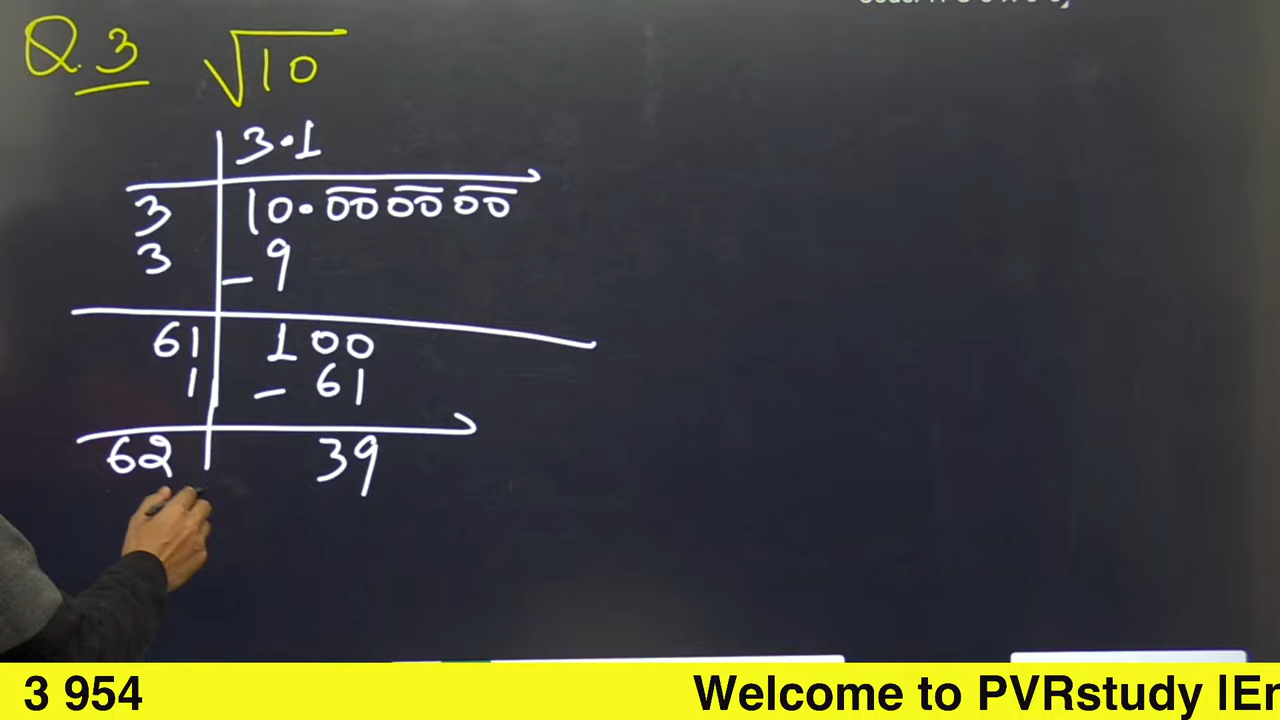 Q.3 √10
3.1
3 10.00 00 00
3 - 9
61 100
1 - 61
62 39
3 954 Welcome to PVRstudy